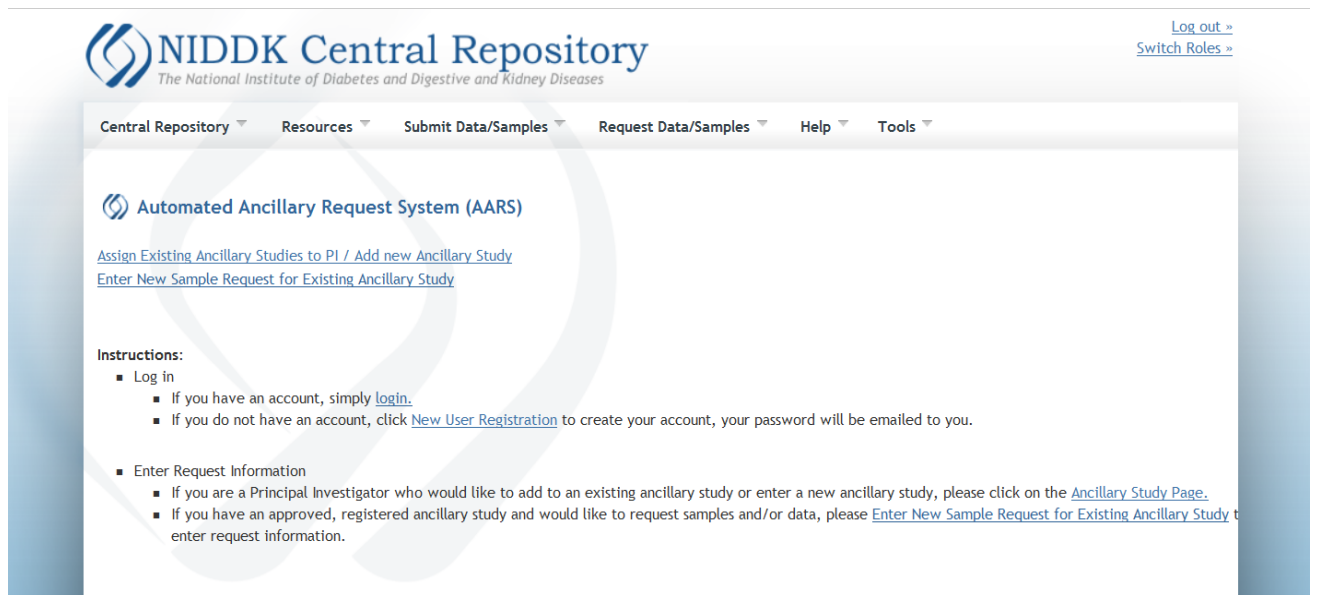 Log out »
Switch Roles »
NIDDK Central Repository
The National Institute of Diabetes and Digestive and Kidney Diseases
Central Repository Resources Submit Data/Samples Request Data/Samples Help Tools
Automated Ancillary Request System (AARS)
Assign Existing Ancillary Studies to PI / Add new Ancillary Study
Enter New Sample Request for Existing Ancillary Study
Instructions:
▪ Log in
▪ If you have an account, simply login.
▪ If you do not have an account, click New User Registration to create your account, your password will be emailed to you.
▪ Enter Request Information
▪ If you are a Principal Investigator who would like to add to an existing ancillary study or enter a new ancillary study, please click on the Ancillary Study Page.
▪ If you have an approved, registered ancillary study and would like to request samples and/or data, please Enter New Sample Request for Existing Ancillary Study
enter request information.